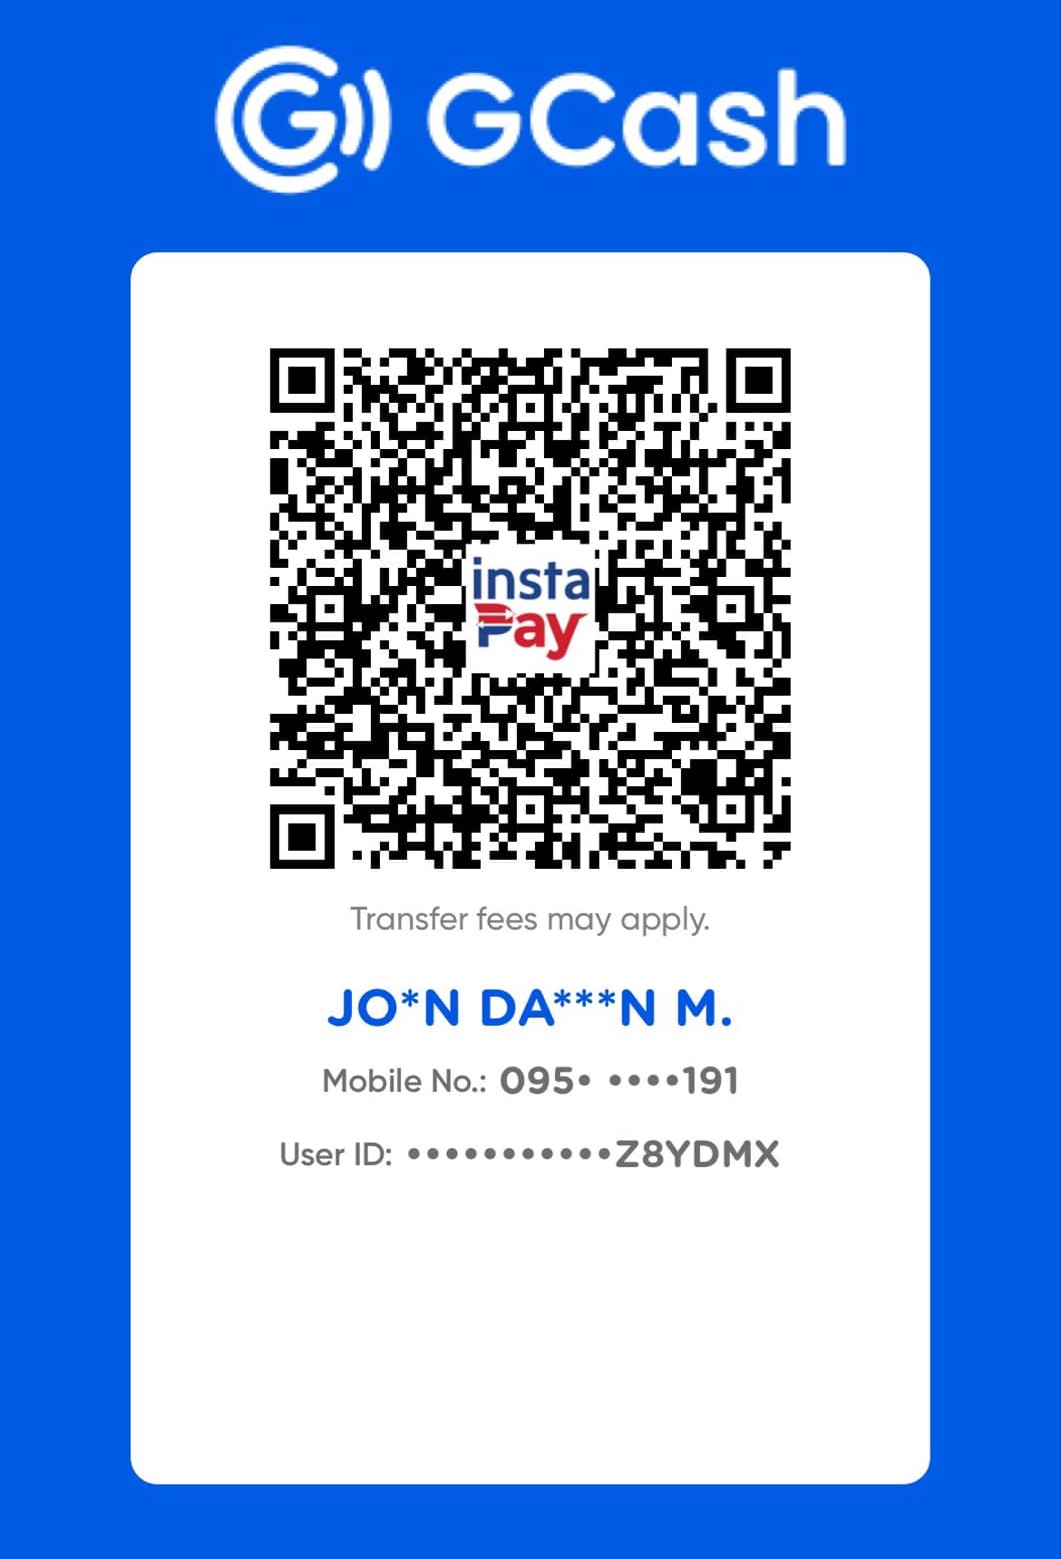 GCash
insta
Pay
Transfer fees may apply.
JO*N DA***N M.
Mobile No.: 095• ••••191
User ID: •••••••••••Z8YDMX